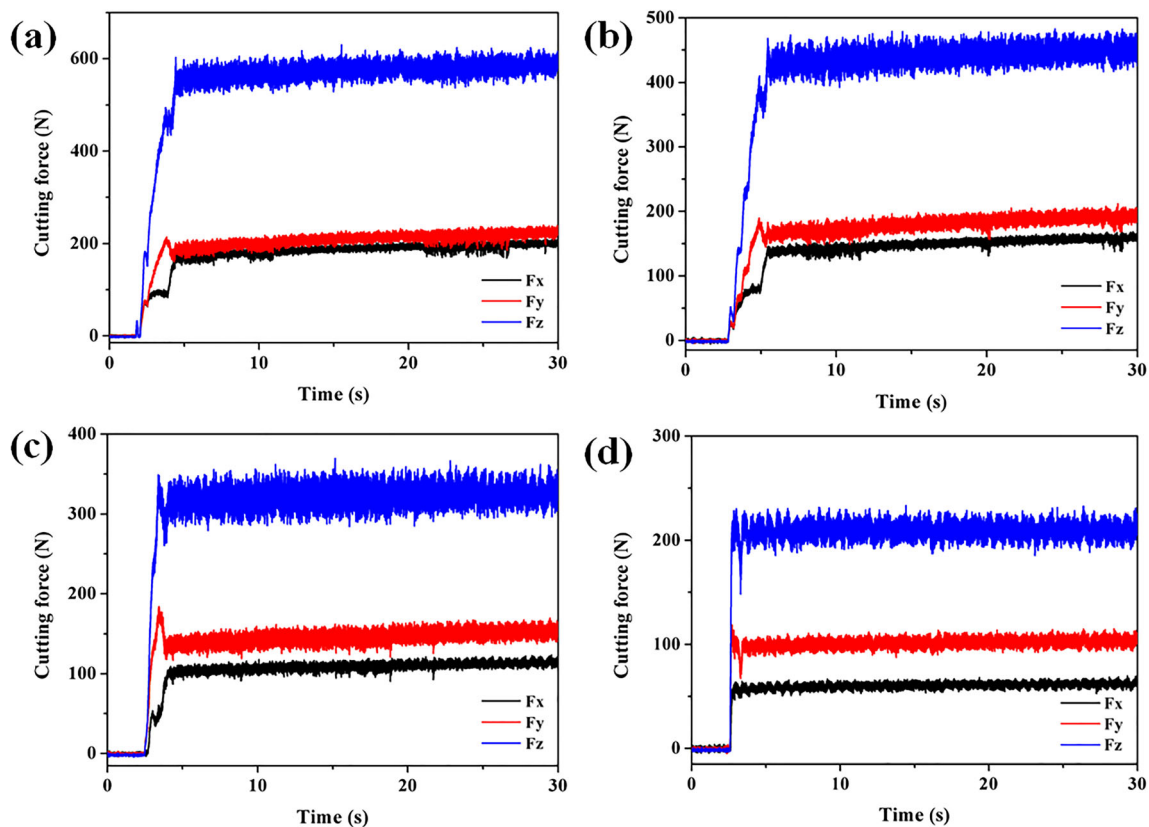 (a)
Cutting force (N)
600
400
200
0
0 10 20 30
Time (s)
Fx
Fy
Fz
(b)
Cutting force (N)
500
400
300
200
100
0
0 10 20 30
Time (s)
Fx
Fy
Fz
(c)
Cutting force (N)
400
300
200
100
0
0 10 20 30
Time (s)
Fx
Fy
Fz
(d)
Cutting force (N)
300
200
100
0
0 10 20 30
Time (s)
Fx
Fy
Fz